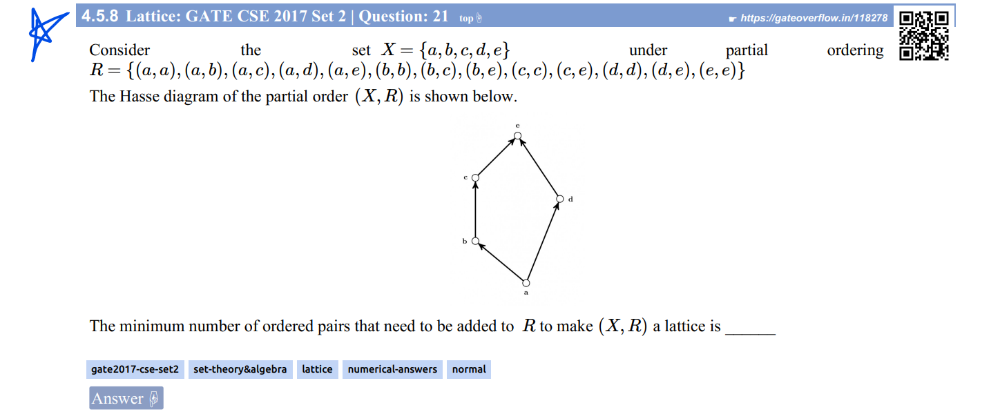 4.5.8 Lattice: GATE CSE 2017 Set 2 | Question: 21 top☟ ☛ https://gateoverflow.in/118278
Consider the set X = {a, b, c, d, e} under partial ordering
R = {(a, a), (a, b), (a, c), (a, d), (a, e), (b, b), (b, c), (b, e), (c, c), (c, e), (d, d), (d, e), (e, e)}
The Hasse diagram of the partial order (X, R) is shown below.
e
c
d
b
a
The minimum number of ordered pairs that need to be added to R to make (X, R) a lattice is ______
gate2017-cse-set2 set-theory&algebra lattice numerical-answers normal
Answer ☟